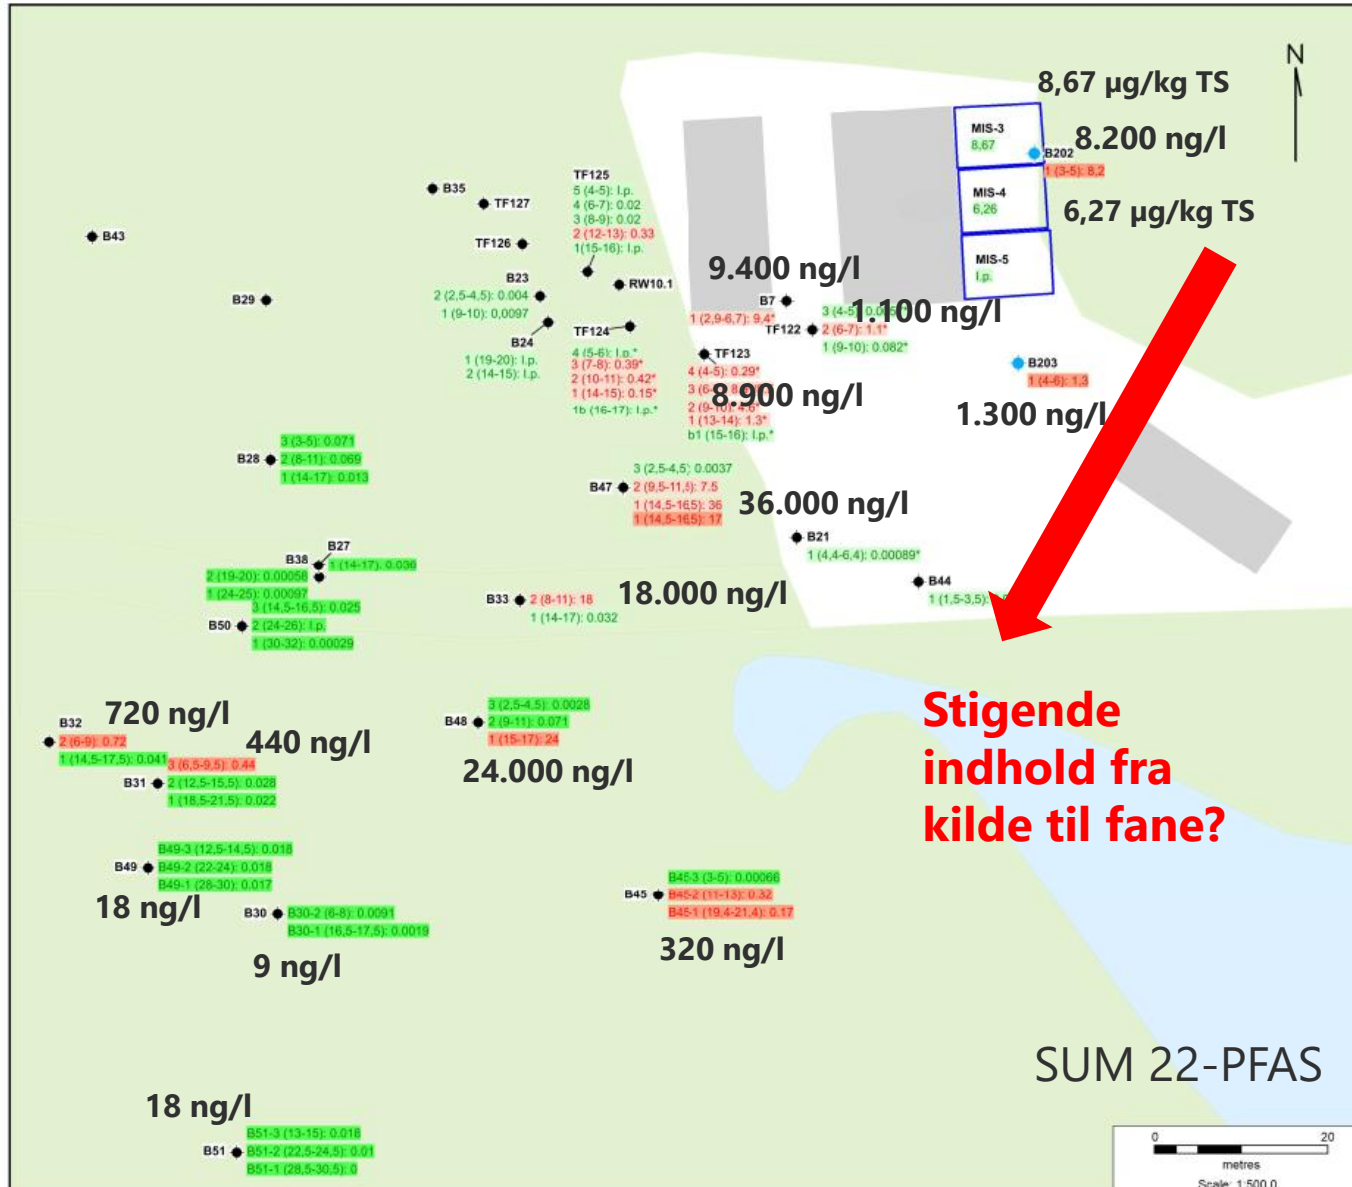 8,67 µg/kg TS
N
MIS-3
8,67
8.200 ng/l
B202
1 (3-5): 8,2
MIS-4
6,26
6,27 µg/kg TS
MIS-5
I.p.
B35
TF127
TF126
B43
B29
TF125
5 (4-5): I.p.
4 (6-7): 0.02
3 (8-9): 0.02
2 (12-13): 0.33
1(15-16): I.p.
RW10.1
B23
2 (2,5-4,5): 0.004
1 (9-10): 0,0097
B24
1 (19-20): I.p.
2 (14-15): I.p.
TF124
4 (5-6): I.p.*
3 (7-8): 0.39*
2 (10-11): 0.42*
1 (14-15): 0.15*
1b (16-17): I.p.*
9.400 ng/l
B7
1 (2,9-6,7): 9.4*
1.100 ng/l
TF122
3 (4-5):
2 (6-7): 1.1*
1 (9-10): 0.082*
TF123
4 (4-5): 0.29*
8.900 ng/l
2 (9-10): 4.6*
1 (13-14): 1.3*
b1 (15-16): I.p.*
B203
1 (4-6): 1,3
1.300 ng/l
B28
3 (3-5): 0.071
2 (8-11): 0.069
1 (14-17): 0.013
B47
3 (2,5-4,5): 0.0037
2 (9,5-11,5): 7.5
1 (14,5-16,5): 36
1 (14,5-16,5): 17
36.000 ng/l
B21
1 (4,4-6,4): 0.00089*
B44
1 (1,5-3,5):
B27
1 (14-17): 0.036
B38
2 (19-20): 0.00058
1 (24-25): 0.00097
B50
3 (14,5-16,5): 0.025
2 (24-26): I.p.
1 (30-32): 0.00029
B33
2 (8-11): 18
1 (14-17): 0.032
18.000 ng/l
B32
2 (6-9): 0.72
1 (14,5-17,5): 0.041
720 ng/l
440 ng/l
B31
3 (6,5-9,5): 0.44
2 (12,5-15,5): 0.028
1 (18,5-21,5): 0.022
B48
3 (2,5-4,5): 0.0028
2 (9-11): 0.071
1 (15-17): 24
24.000 ng/l
Stigende
indhold fra
kilde til fane?
B49
B49-3 (12,5-14,5): 0.018
B49-2 (22-24): 0.018
B49-1 (28-30): 0.017
18 ng/l
B30
B30-2 (6-8): 0.0091
B30-1 (16,5-17,5): 0.0019
9 ng/l
B45
B45-3 (3-5): 0.00066
B45-2 (11-13): 0.32
B45-1 (19,4-21,4): 0.17
320 ng/l
SUM 22-PFAS
18 ng/l
B51
B51-3 (13-15): 0.018
B51-2 (22,5-24,5): 0.01
B51-1 (28,5-30,5): 0
0 20
metres
Scale: 1:500,0